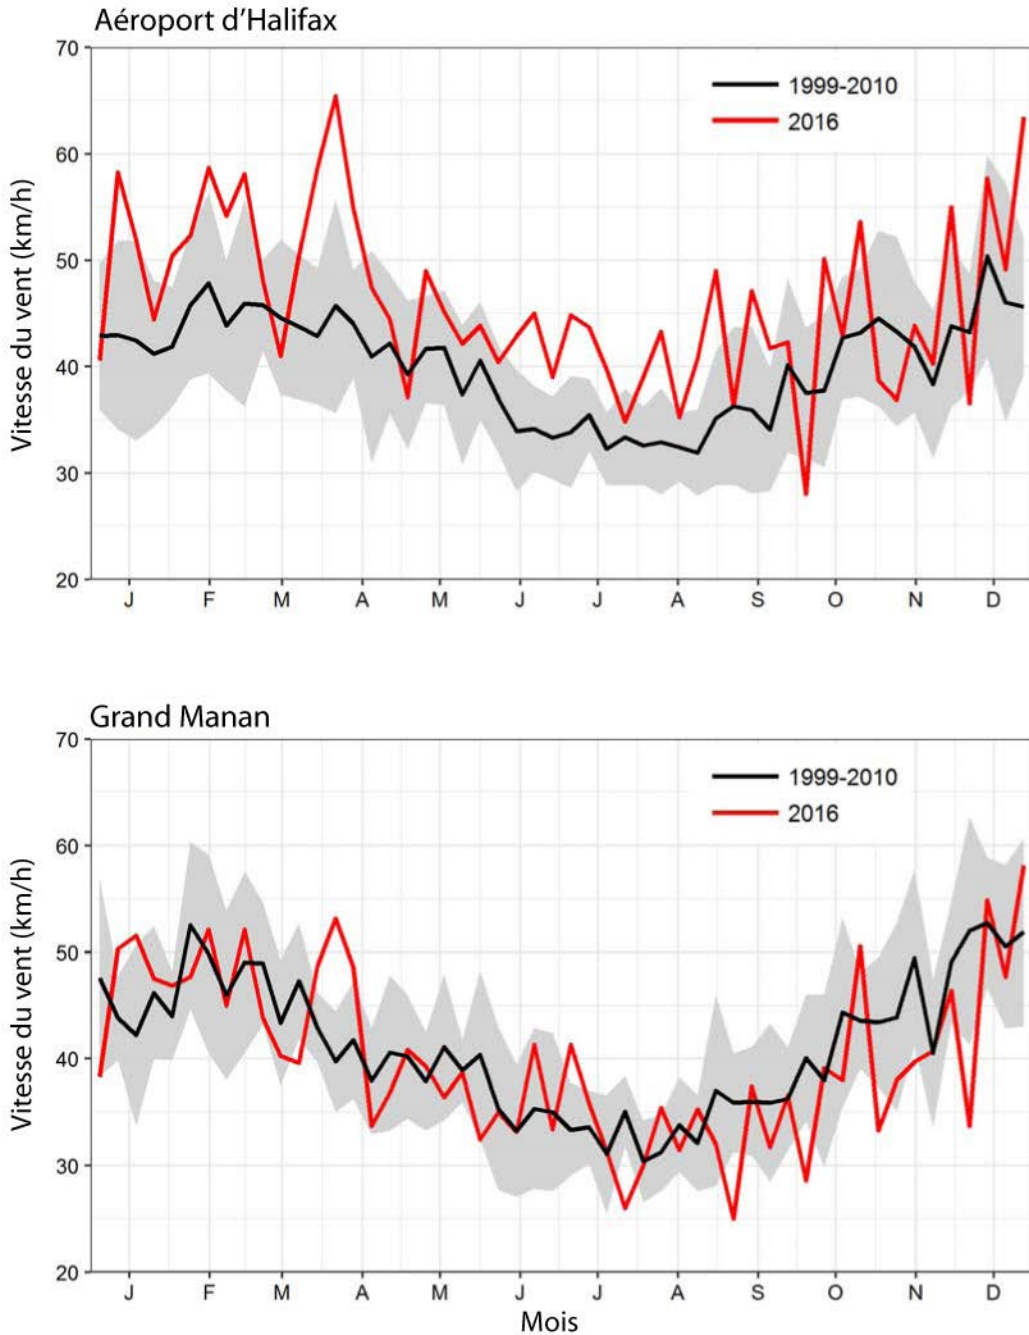 Aéroport d'Halifax
70
60
50
40
30
20
Vitesse du vent (km/h)
1999-2010
2016
J F M A M J J A S O N D
Grand Manan
70
60
50
40
30
20
Vitesse du vent (km/h)
1999-2010
2016
J F M A M J J A S O N D
Mois